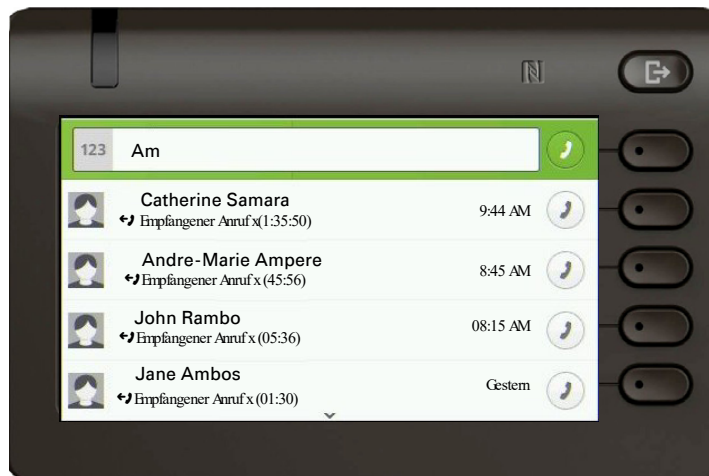 123 Am
Catherine Samara
Empfangener Anruf x(1:35:50) 9:44 AM
Andre-Marie Ampere
Empfangener Anruf x (45:56) 8:45 AM
John Rambo
Empfangener Anruf x (05:36) 08:15 AM
Jane Ambos
Empfangener Anruf x (01:30) Gestern